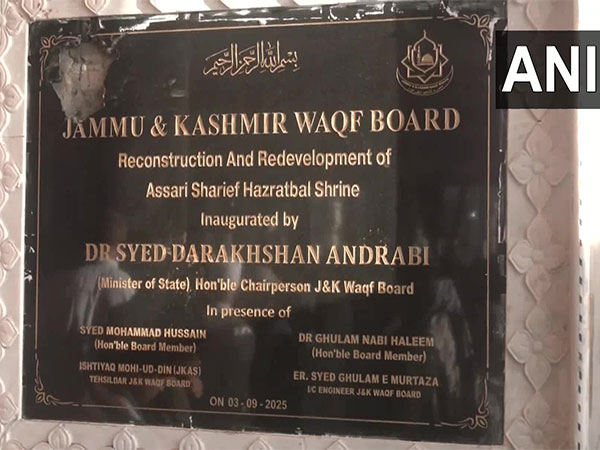 بسم الله الرحمن الرحيم
ANI
JAMMU & KASHMIR WAQF BOARD
Reconstruction And Redevelopment of
Assari Sharief Hazratbal Shrine
Inaugurated by
DR SYED DARAKHSHAN ANDRABI
(Minister of State) Hon'ble Chairperson J&K Waqf Board
In presence of
SYED MOHAMMAD HUSSAIN
(Hon'ble Board Member)
ISHTIYAQ MOHI-UD-DIN (JKAS)
TEHSILDAR J&K WAQF BOARD
DR GHULAM NABI HALEEM
(Hon'ble Board Member)
ER. SYED GHULAM E MURTAZA
I/C ENGINEER J&K WAQF BOARD
ON 03-09-2025